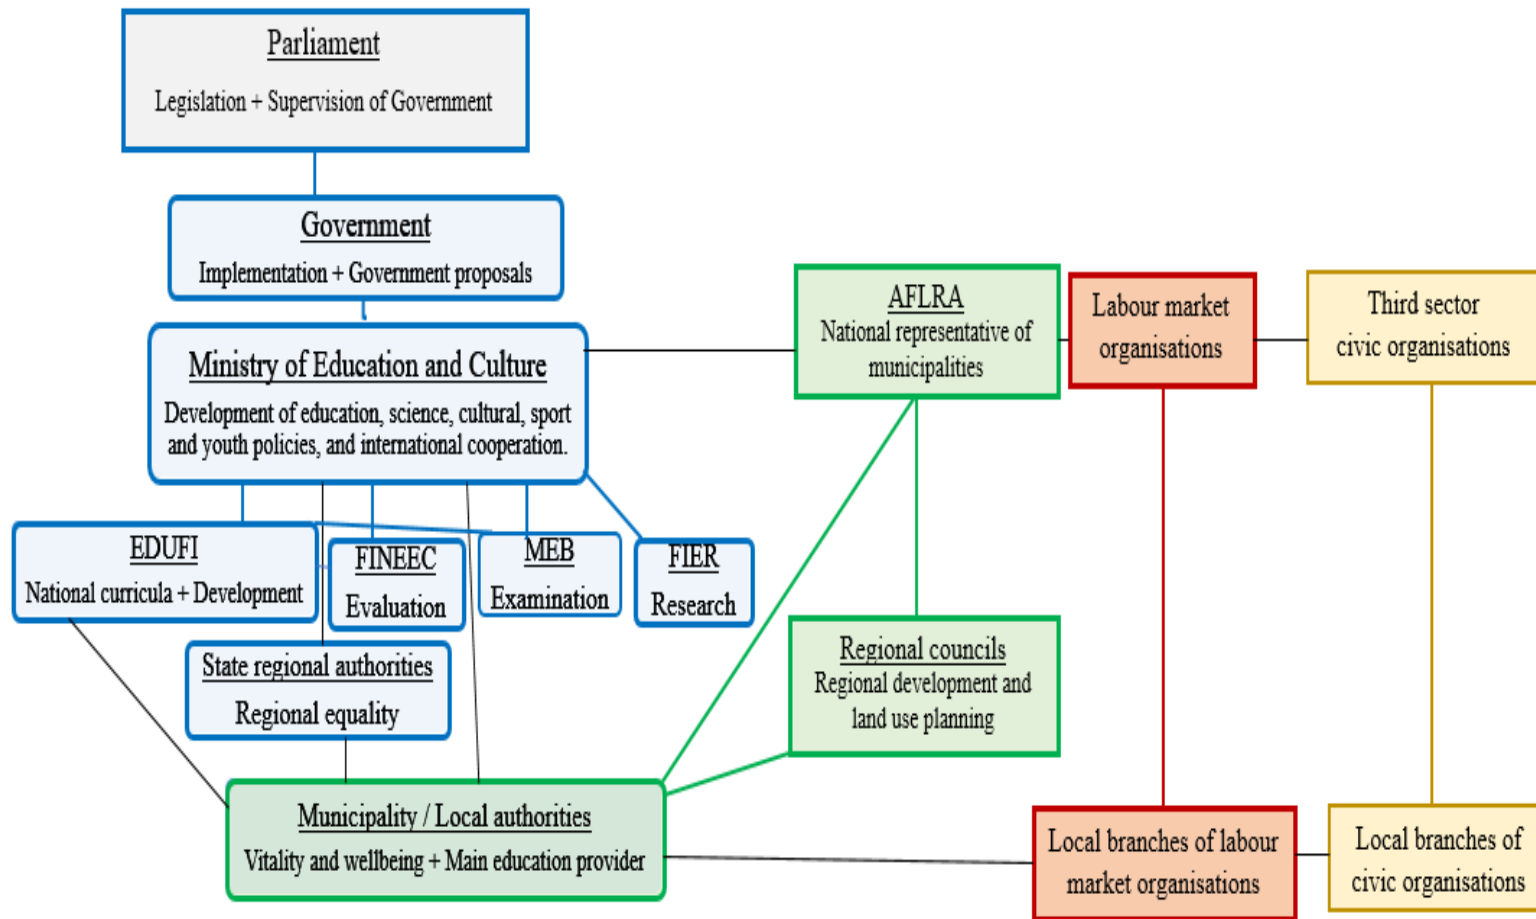 Parliament
Legislation + Supervision of Government
Government
Implementation + Government proposals
Ministry of Education and Culture
Development of education, science, cultural, sport
and youth policies, and international cooperation.
AFLRA
National representative of
municipalities
Labour market
organisations
Third sector
civic organisations
EDUFI
National curricula + Development
FINEEC
Evaluation
MEB
Examination
FIER
Research
State regional authorities
Regional equality
Regional councils
Regional development and
land use planning
Municipality / Local authorities
Vitality and wellbeing + Main education provider
Local branches of labour
market organisations
Local branches of
civic organisations